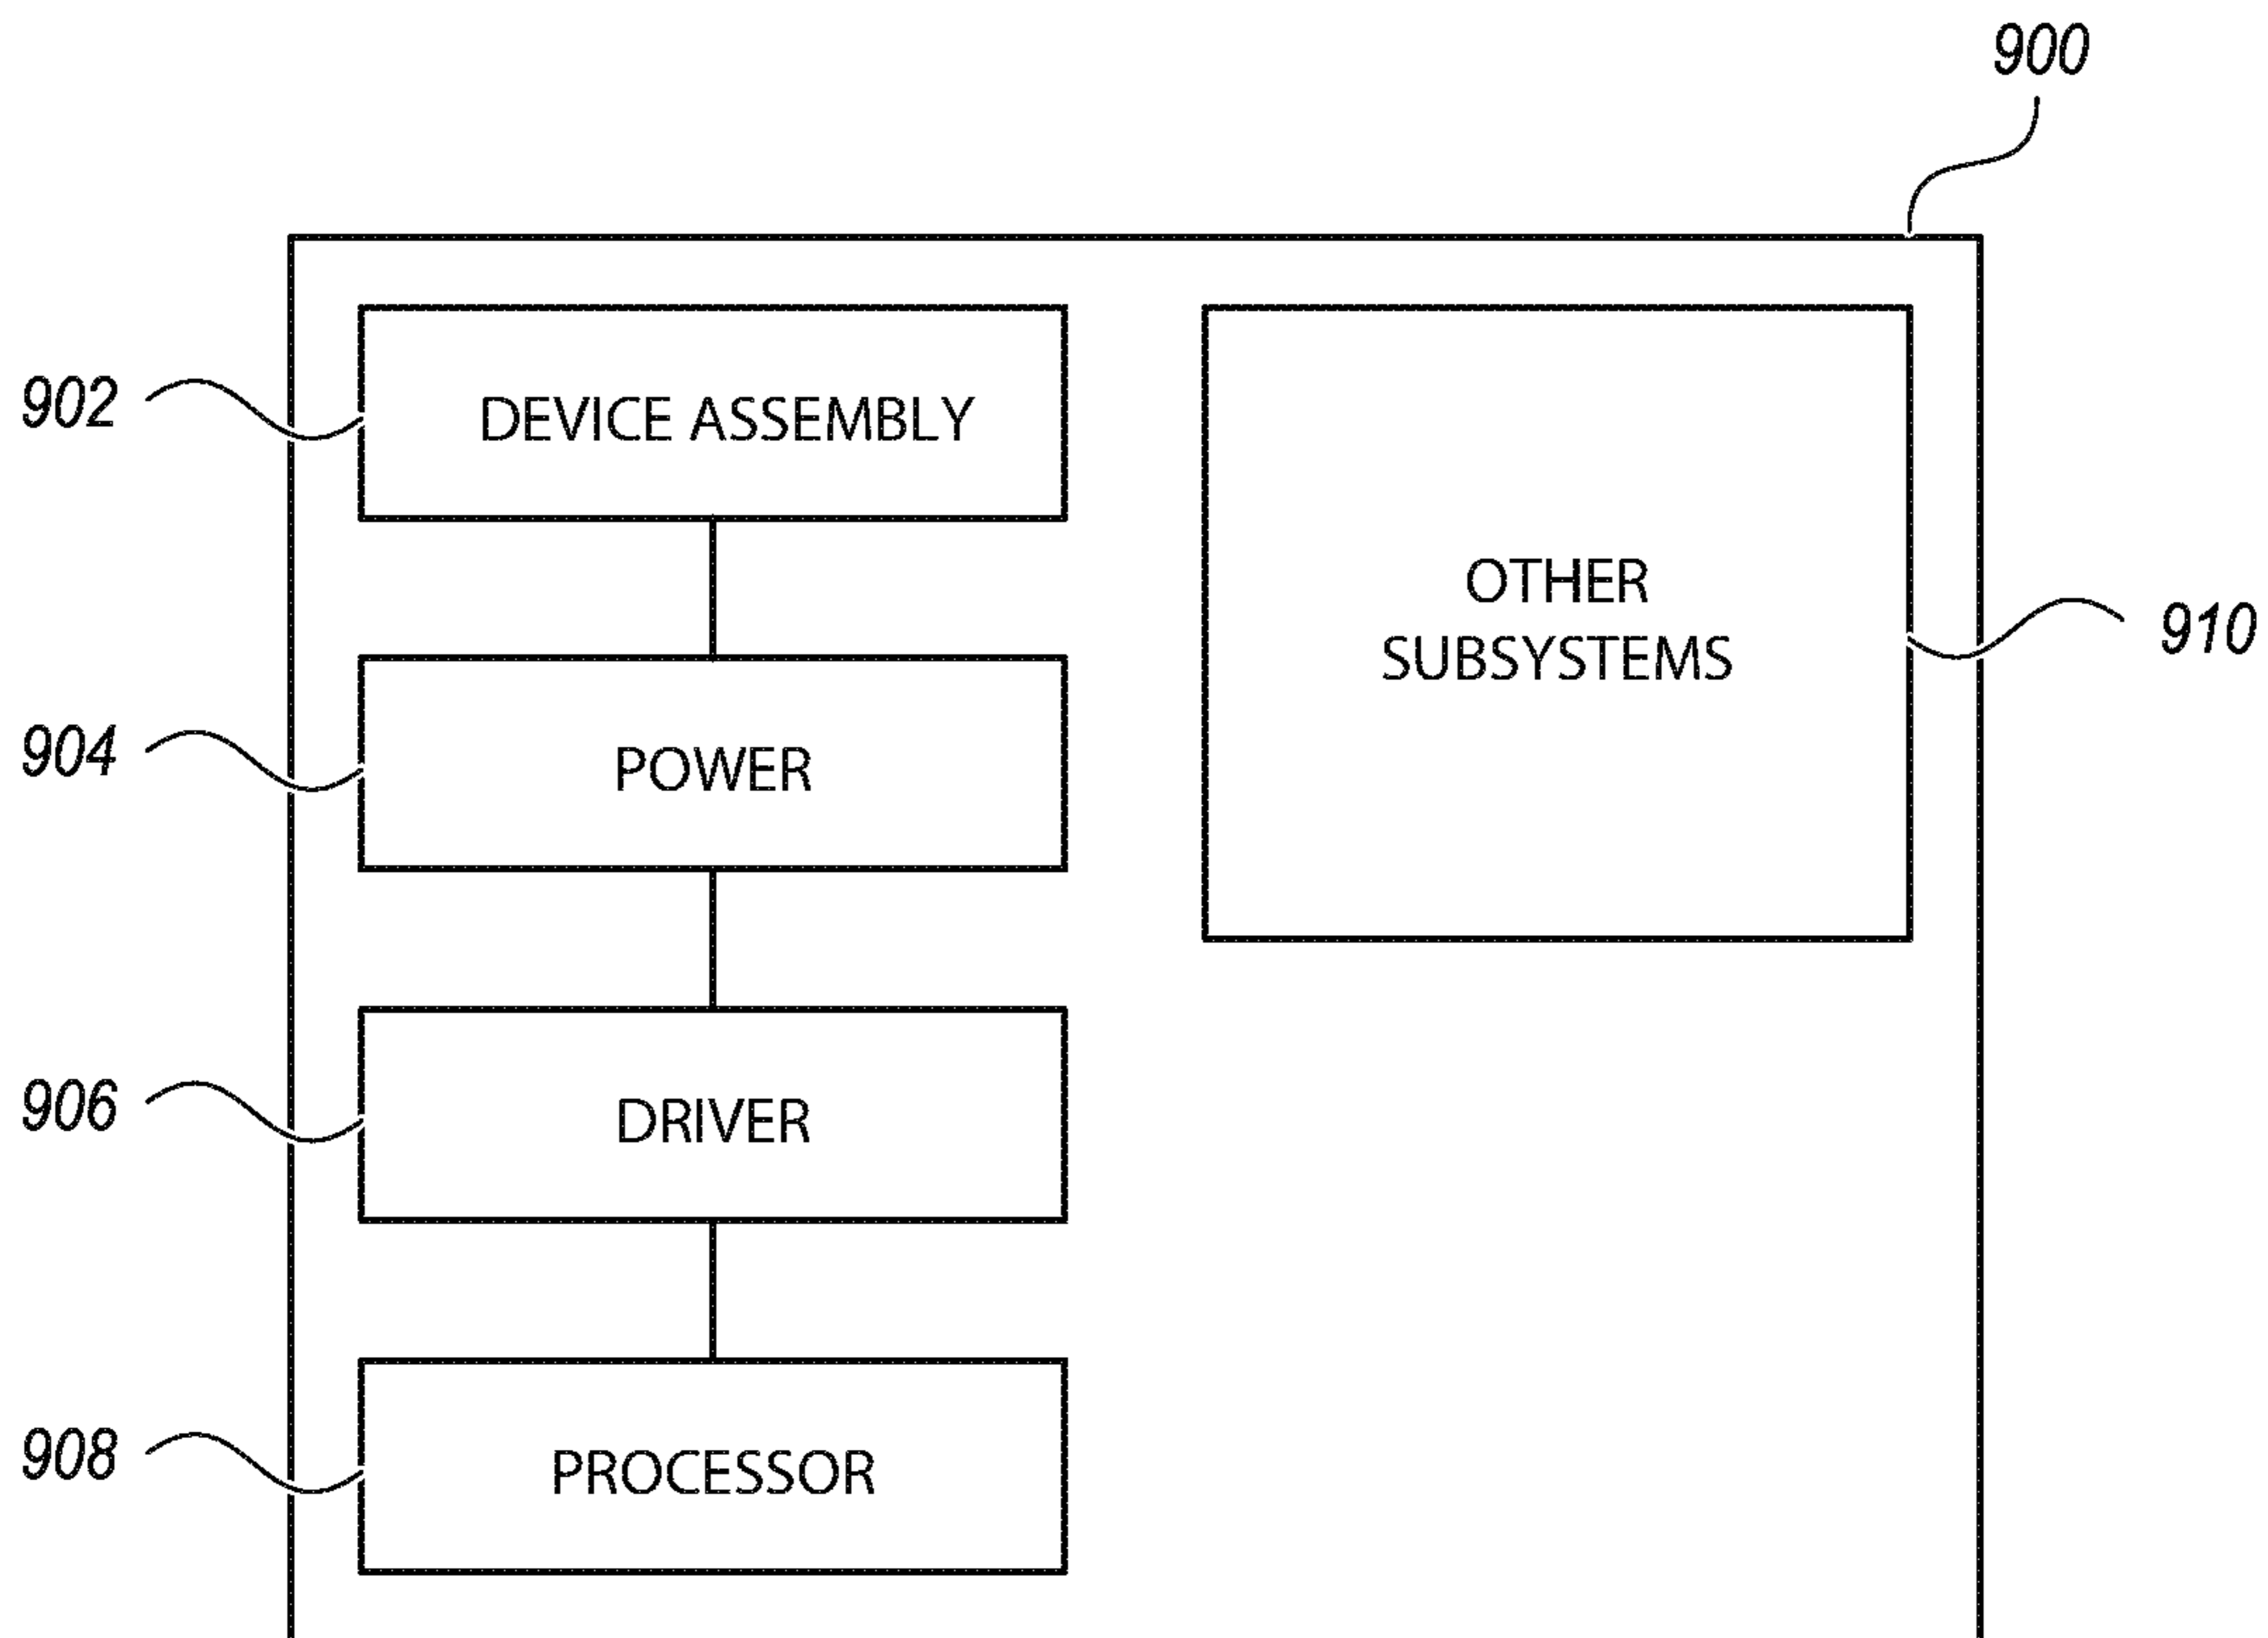 900
902
DEVICE ASSEMBLY
OTHER
SUBSYSTEMS
910
904
POWER
906
DRIVER
908
PROCESSOR